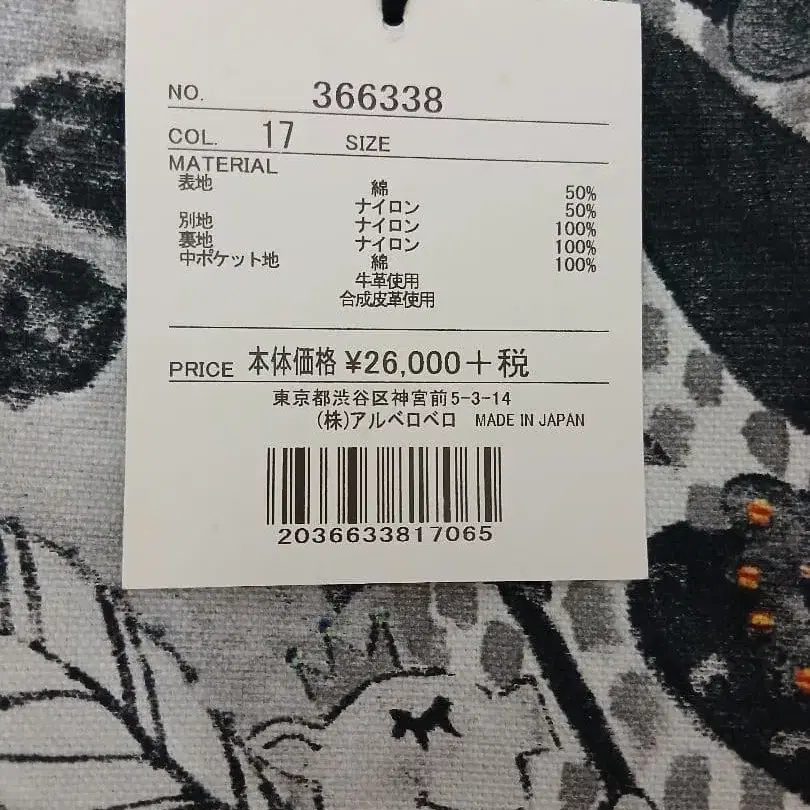 NO. 366338
COL. 17 SIZE
MATERIAL
表地 綿 50%
ナイロン 50%
別地 ナイロン 100%
裏地 ナイロン 100%
中ポケット地 綿 100%
牛革使用
合成皮革使用
PRICE 本体価格 ¥26,000+税
東京都渋谷区神宮前5-3-14
(株)アルベロベロ MADE IN JAPAN
2036633817065